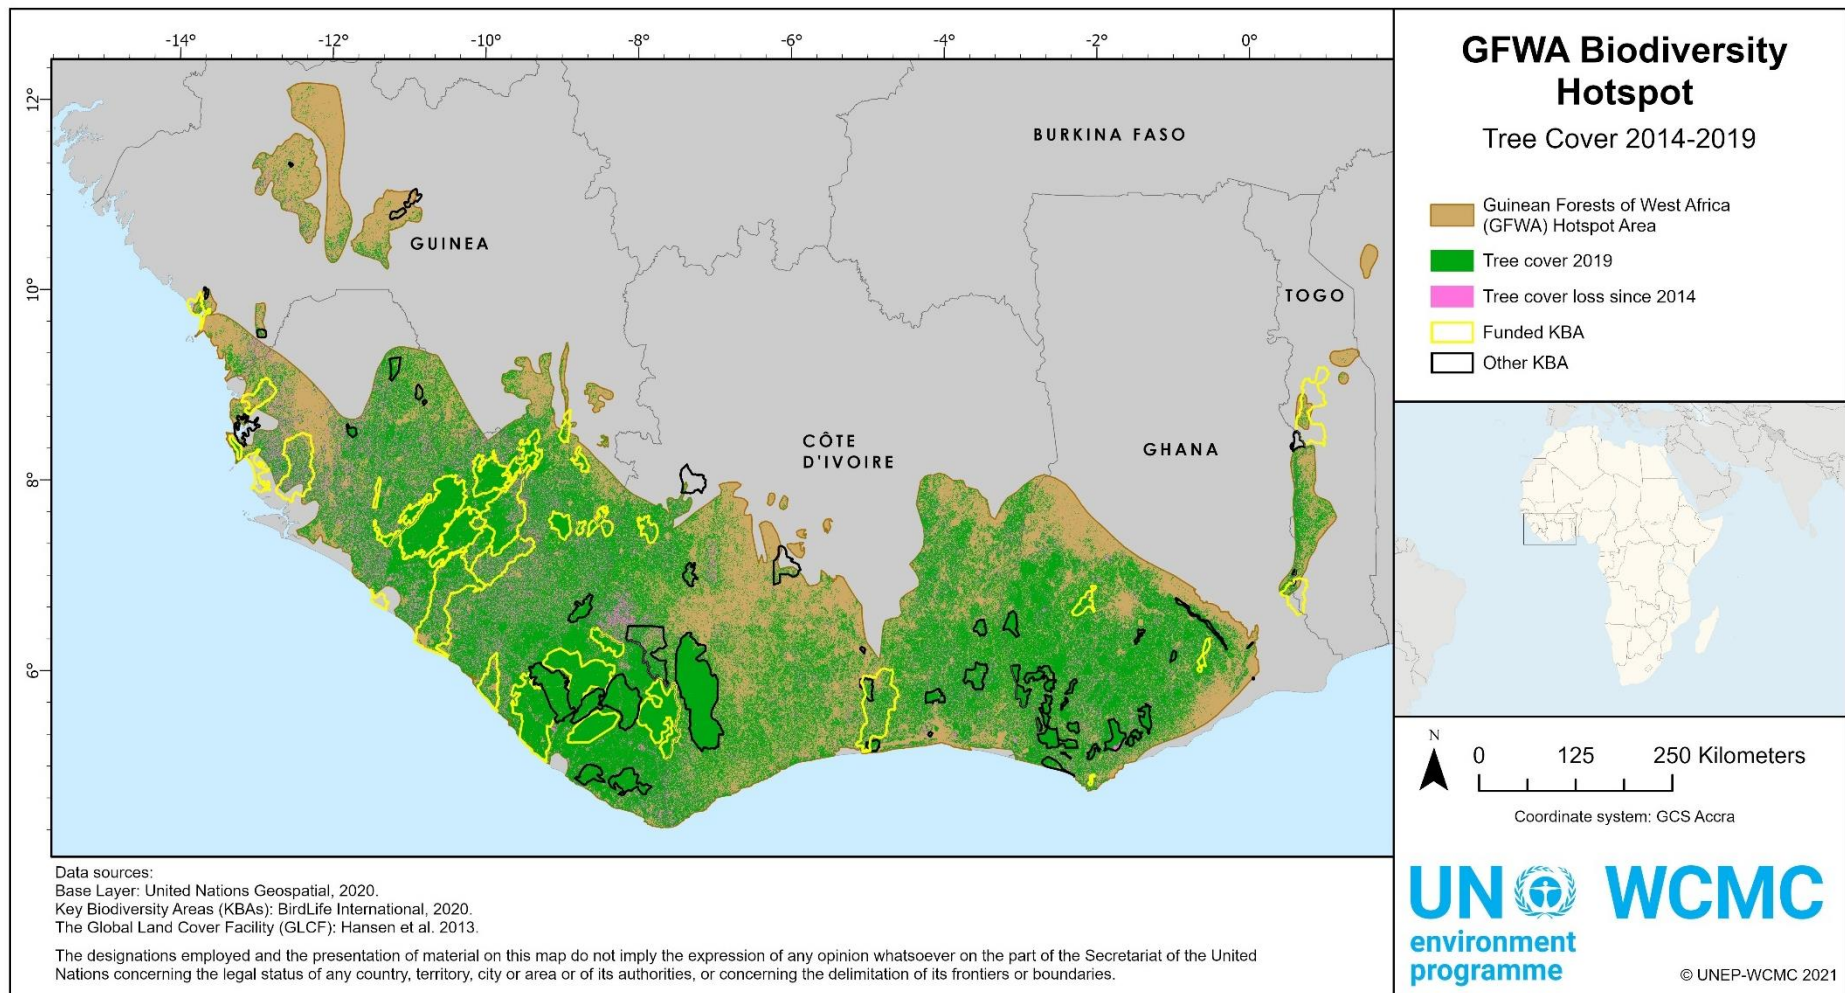 -14°
-12°
-10°
-8°
-6°
-4°
-2°
0°
12°
10°
8°
6°
BURKINA FASO
GUINEA
TOGO
CÔTE
D'IVOIRE
GHANA
GFWA Biodiversity
Hotspot
Tree Cover 2014-2019
Guinean Forests of West Africa
(GFWA) Hotspot Area
Tree cover 2019
Tree cover loss since 2014
Funded KBA
Other KBA
N
0 125 250 Kilometers
Coordinate system: GCS Accra
UN WCMC
environment
programme
© UNEP-WCMC 2021
Data sources:
Base Layer: United Nations Geospatial, 2020.
Key Biodiversity Areas (KBAs): BirdLife International, 2020.
The Global Land Cover Facility (GLCF): Hansen et al. 2013.
The designations employed and the presentation of material on this map do not imply the expression of any opinion whatsoever on the part of the Secretariat of the United
Nations concerning the legal status of any country, territory, city or area or of its authorities, or concerning the delimitation of its frontiers or boundaries.